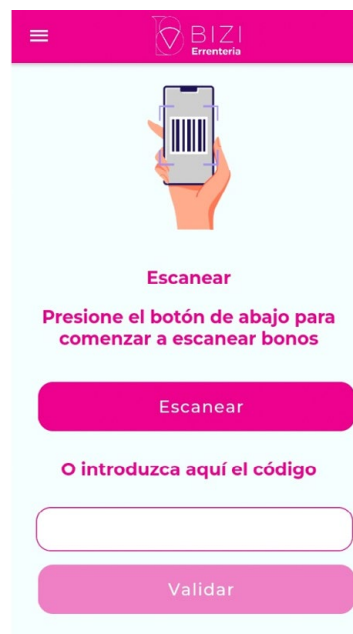 BIZI
Errenteria
Escanear
Presione el botón de abajo para
comenzar a escanear bonos
Escanear
O introduzca aquí el código
Validar